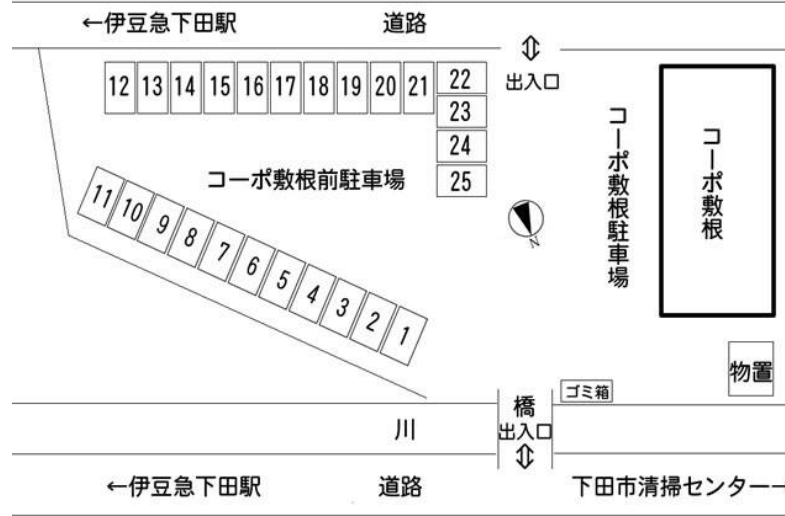 ←伊豆急下田駅 道路
出入口
12 13 14 15 16 17 18 19 20 21 22
23
24
25
コーポ敷根前駐車場
コーポ敷根駐車場
コーポ敷根
11 10 9 8 7 6 5 4 3 2 1
N
物置
ゴミ箱
橋
川 出入口
←伊豆急下田駅 道路 下田市清掃センター→